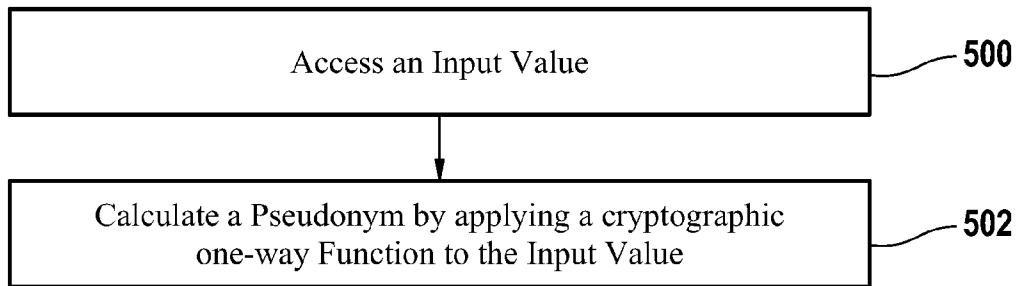 Access an Input Value
500
Calculate a Pseudonym by applying a cryptographic
one-way Function to the Input Value
502